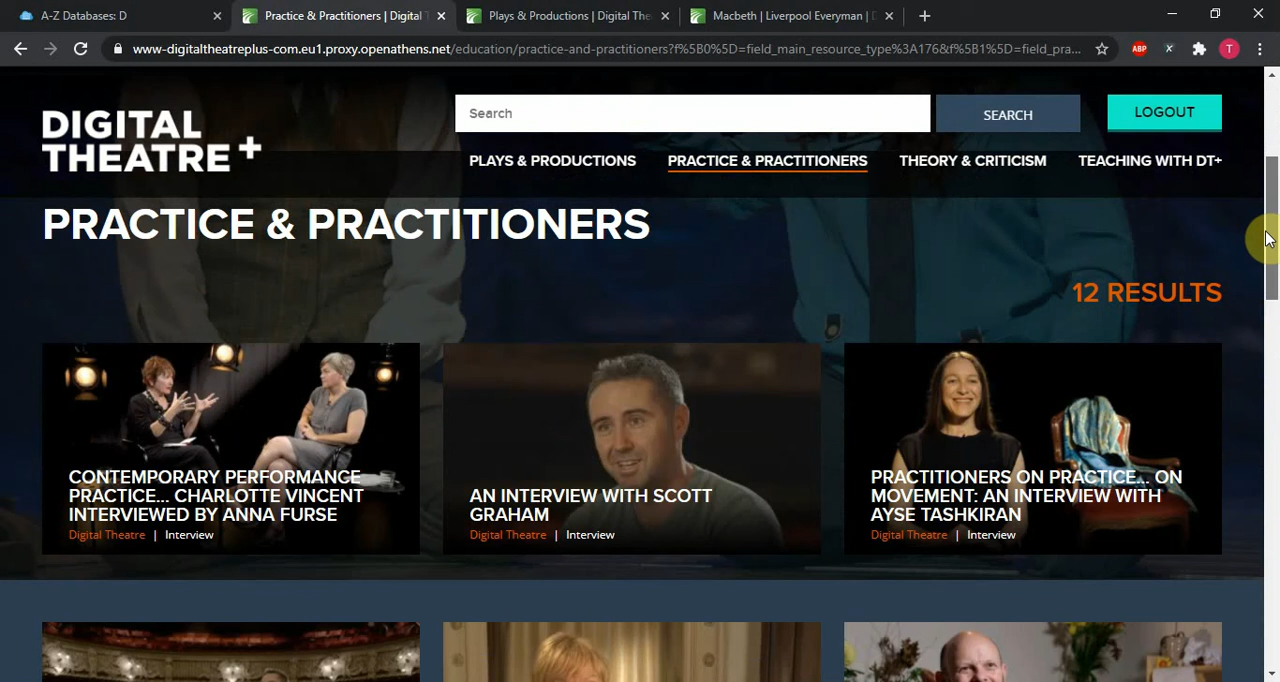 A-Z Databases: D
Practice & Practitioners | Digital T
Plays & Productions | Digital The
Macbeth | Liverpool Everyman | D
www-digitaltheatreplus-com.eu1.proxy.openathens.net/education/practice-and-practitioners?f%5B0%5D=field_main_resource_type%3A176&f%5B1%5D=field_pra...
ABP
T
DIGITAL THEATRE+
Search
SEARCH
LOGOUT
PLAYS & PRODUCTIONS
PRACTICE & PRACTITIONERS
THEORY & CRITICISM
TEACHING WITH DT+
PRACTICE & PRACTITIONERS
12 RESULTS
CONTEMPORARY PERFORMANCE
PRACTICE... CHARLOTTE VINCENT
INTERVIEWED BY ANNA FURSE
Digital Theatre | Interview
AN INTERVIEW WITH SCOTT
GRAHAM
Digital Theatre | Interview
PRACTITIONERS ON PRACTICE... ON
MOVEMENT: AN INTERVIEW WITH
AYSE TASHKIRAN
Digital Theatre | Interview